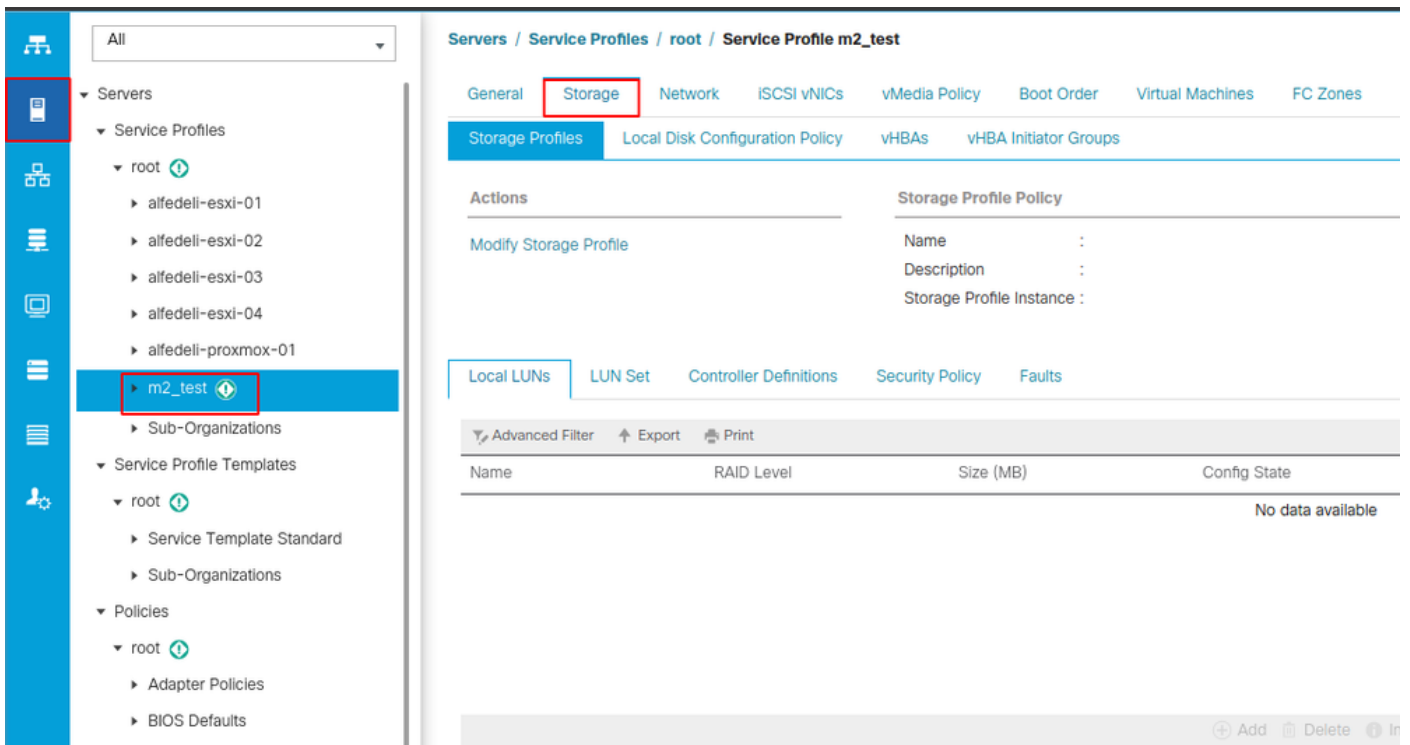 All
Servers
Service Profiles
root
alfedeli-esxi-01
alfedeli-esxi-02
alfedeli-esxi-03
alfedeli-esxi-04
alfedeli-proxmox-01
m2_test
Sub-Organizations
Service Profile Templates
root
Service Template Standard
Sub-Organizations
Policies
root
Adapter Policies
BIOS Defaults
Servers / Service Profiles / root / Service Profile m2_test
General Storage Network iSCSI vNICs vMedia Policy Boot Order Virtual Machines FC Zones
Storage Profiles Local Disk Configuration Policy vHBAs vHBA Initiator Groups
Actions
Modify Storage Profile
Storage Profile Policy
Name :
Description :
Storage Profile Instance :
Local LUNs LUN Set Controller Definitions Security Policy Faults
Advanced Filter Export Print
Name RAID Level Size (MB) Config State
No data available
Add Delete